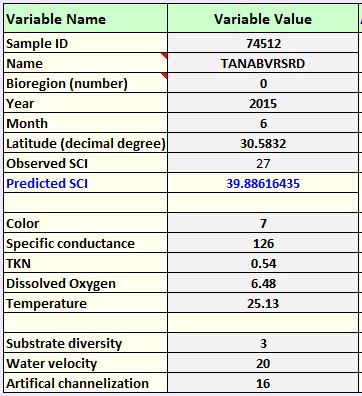 Variable Name Variable Value
Sample ID 74512
Name TANABVRSRD
Bioregion (number) 0
Year 2015
Month 6
Latitude (decimal degree) 30.5832
Observed SCI 27
Predicted SCI 39.88616435
Color 7
Specific conductance 126
TKN 0.54
Dissolved Oxygen 6.48
Temperature 25.13
Substrate diversity 3
Water velocity 20
Artifical channelization 16